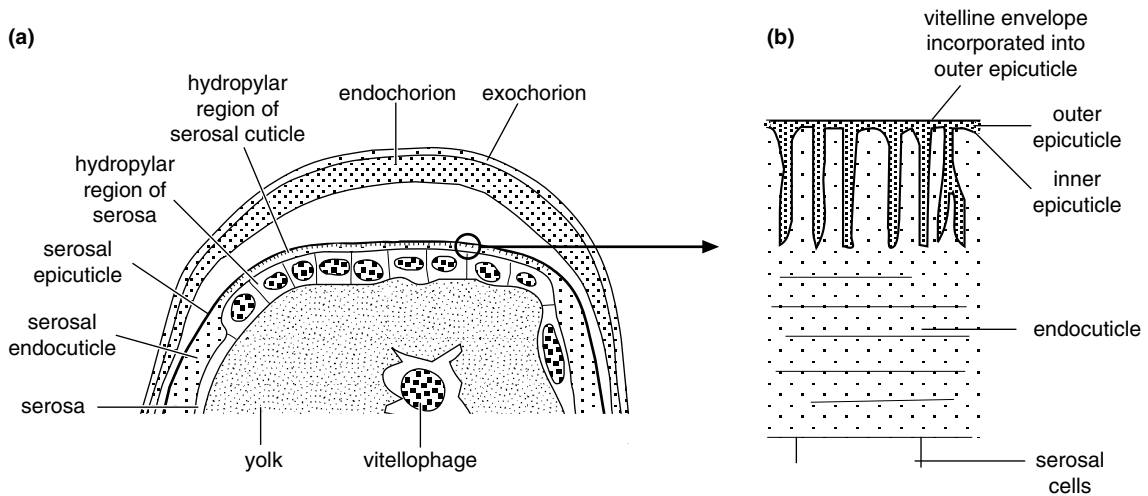 (a)
hydropylar
region of
serosal cuticle
endochorion
exochorion
hydropylar
region of
serosa
serosal
epicuticle
serosal
endocuticle
serosa
yolk
vitellophage
(b)
vitelline envelope
incorporated into
outer epicuticle
outer
epicuticle
inner
epicuticle
endocuticle
serosal
cells